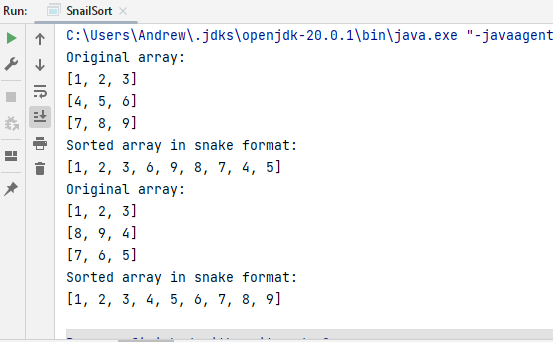 Run: SnailSort
C:\Users\Andrew\.jdks\openjdk-20.0.1\bin\java.exe "-javaagent
Original array:
[1, 2, 3]
[4, 5, 6]
[7, 8, 9]
Sorted array in snake format:
[1, 2, 3, 6, 9, 8, 7, 4, 5]
Original array:
[1, 2, 3]
[8, 9, 4]
[7, 6, 5]
Sorted array in snake format:
[1, 2, 3, 4, 5, 6, 7, 8, 9]